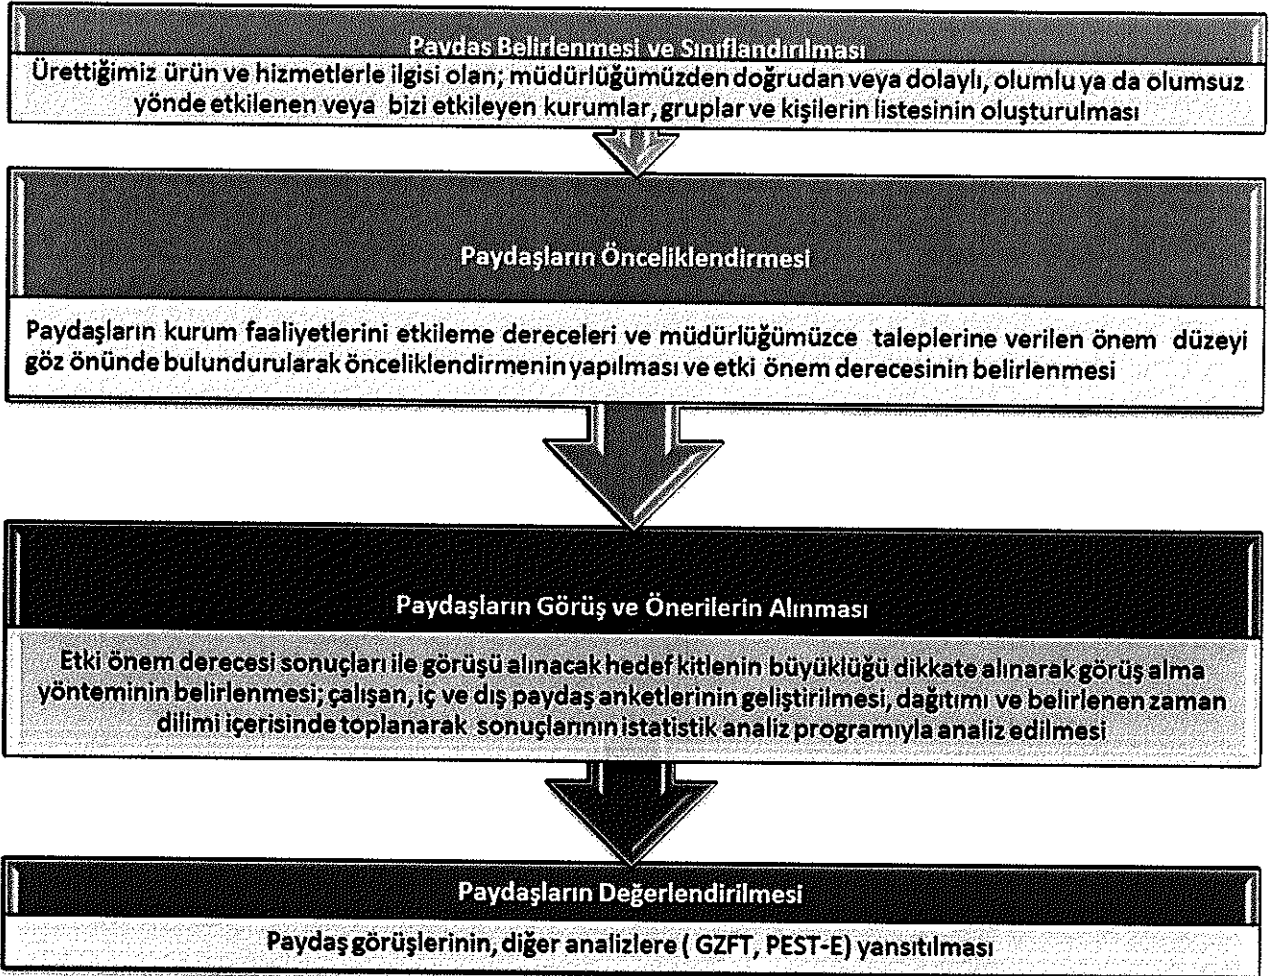 Paydaş Belirlenmesi ve Sınıflandırılması
Ürettiğimiz ürün ve hizmetlerle ilgisi olan; müdürlüğümüzden doğrudan veya dolaylı, olumlu ya da olumsuz
yönde etkilenen veya bizi etkileyen kurumlar, gruplar ve kişilerin listesinin oluşturulması
Paydaşların Önceliklendirmesi
Paydaşların kurum faaliyetlerini etkileme dereceleri ve müdürlüğümüzce taleplerine verilen önem düzeyi
göz önünde bulundurularak önceliklendirmenin yapılması ve etki önem derecesinin belirlenmesi
Paydaşların Görüş ve Önerilerin Alınması
Etki önem derecesi sonuçları ile görüşü alınacak hedef kitlenin büyüklüğü dikkate alınarak görüş alma
yönteminin belirlenmesi; çalışan, iç ve dış paydaş anketlerinin geliştirilmesi, dağıtımı ve belirlenen zaman
dilimi içerisinde toplanarak sonuçlarının istatistik analiz programıyla analiz edilmesi
Paydaşların Değerlendirilmesi
Paydaş görüşlerinin, diğer analizlere ( GZFT, PEST-E) yansıtılması